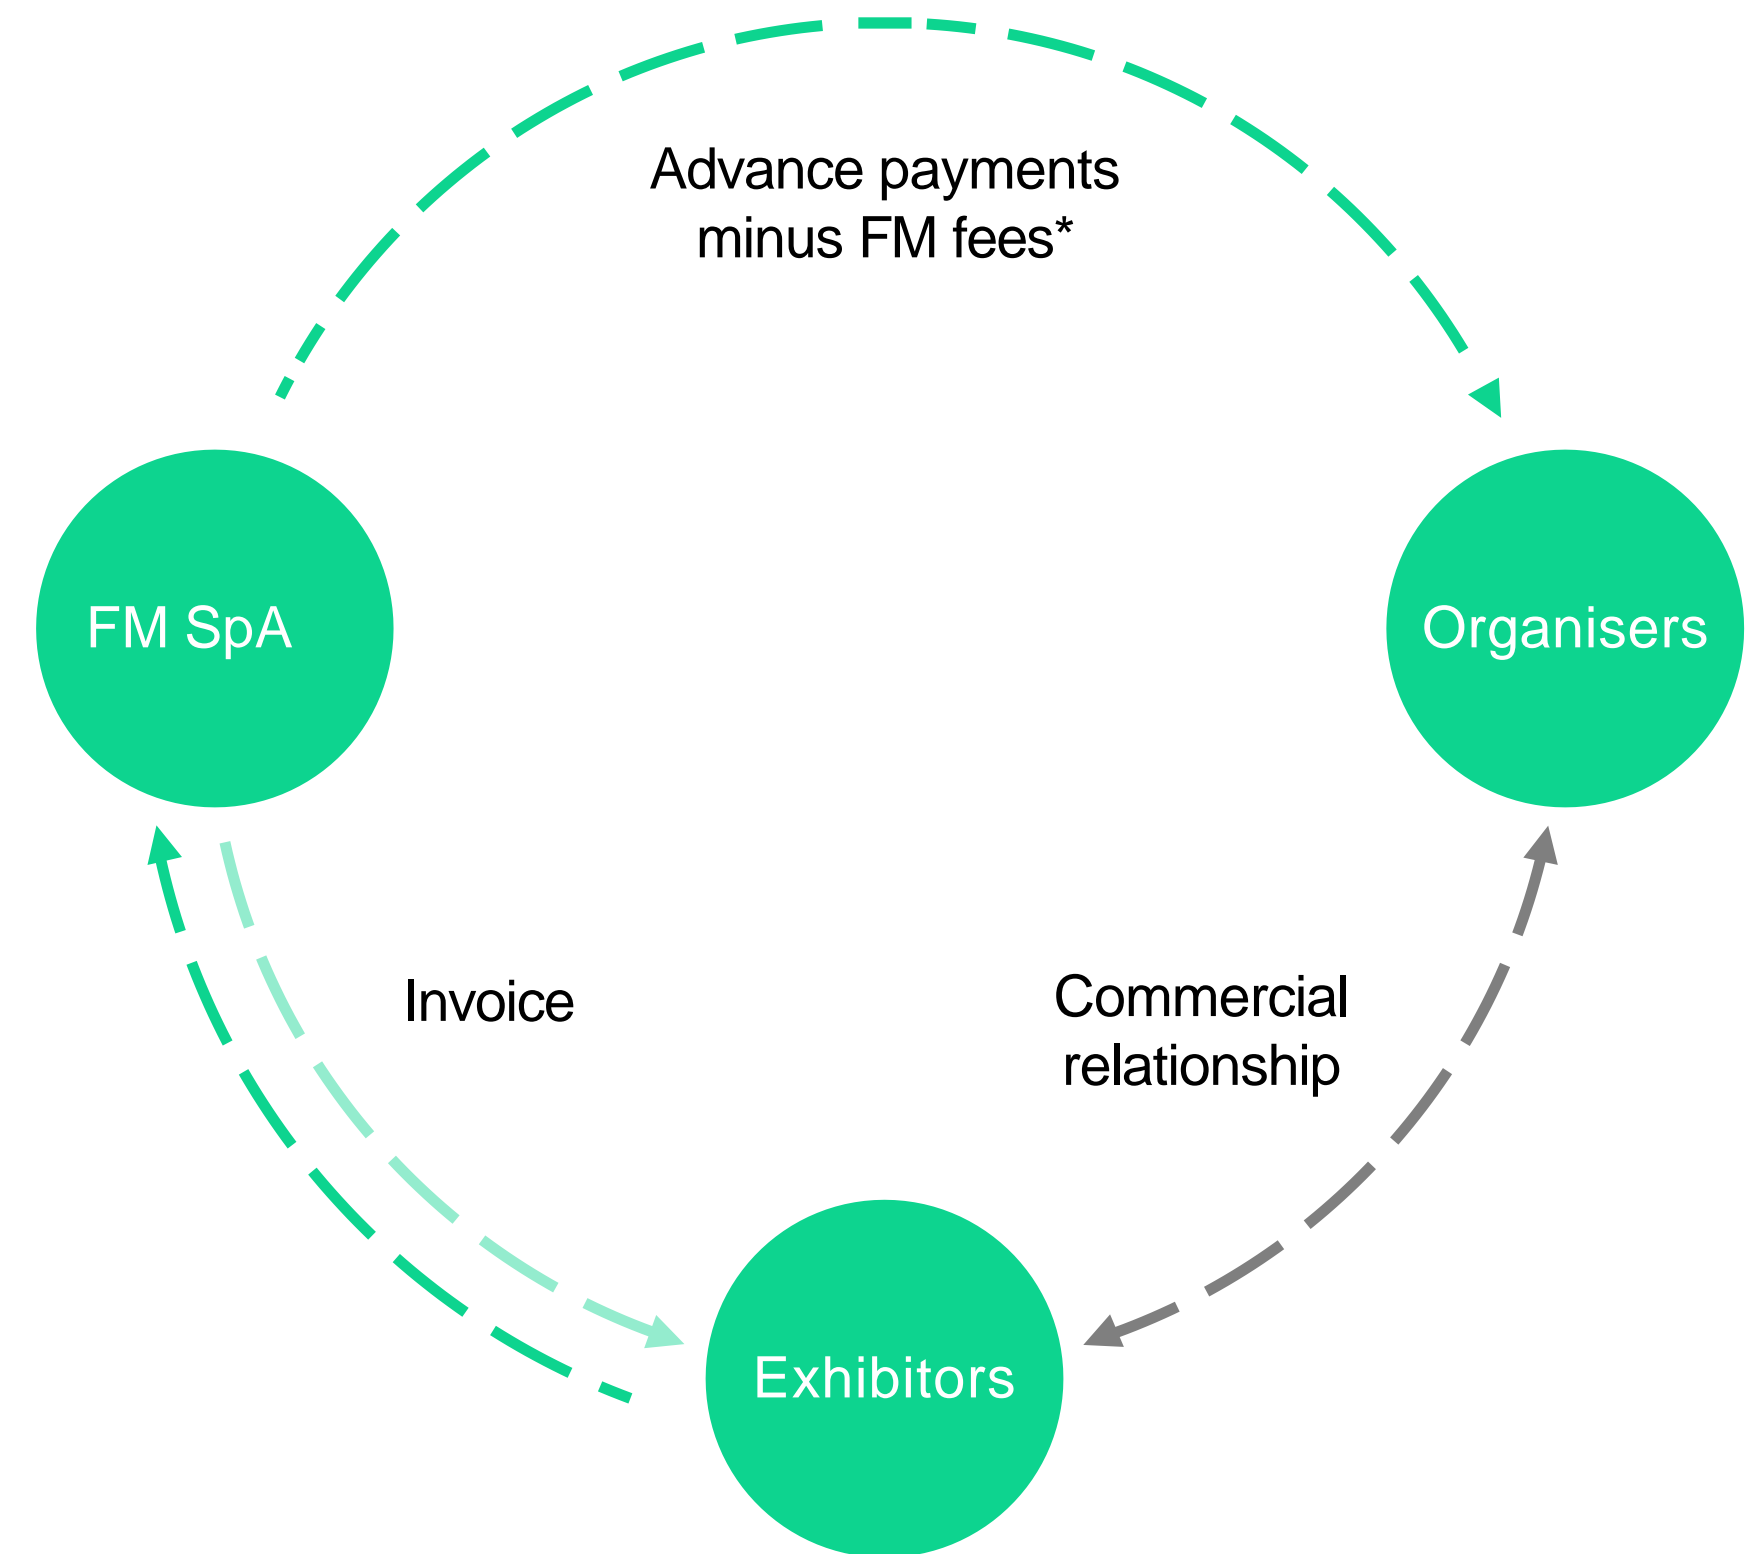 Advance payments
minus FM fees*
FM SpA
Organisers
Invoice
Commercial
relationship
Exhibitors